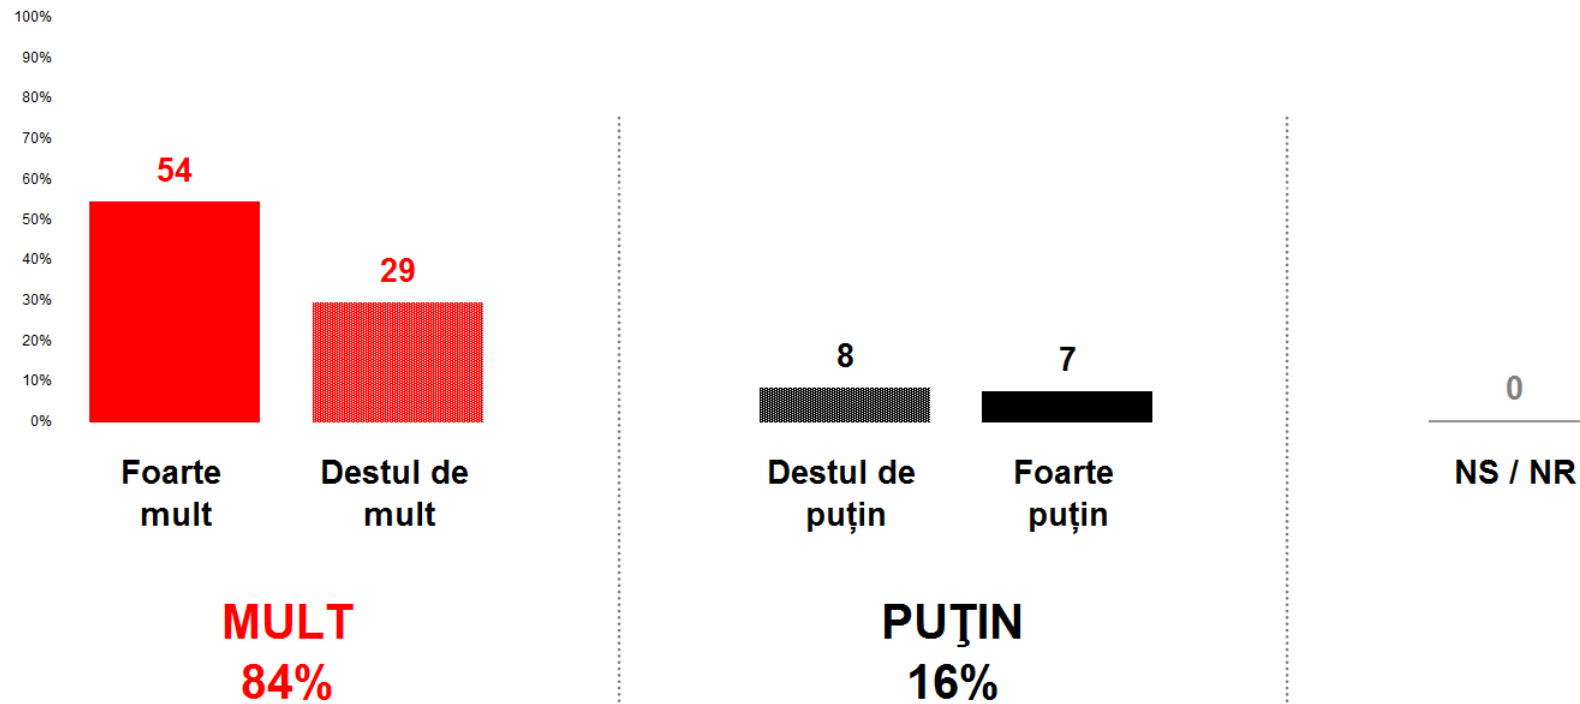 100%
90%
80%
70%
60%
50%
40%
30%
20%
10%
0%
54
29
8
7
0
Foarte
mult
Destul de
mult
Destul de
puțin
Foarte
puțin
NS / NR
MULT
84%
PUŢIN
16%